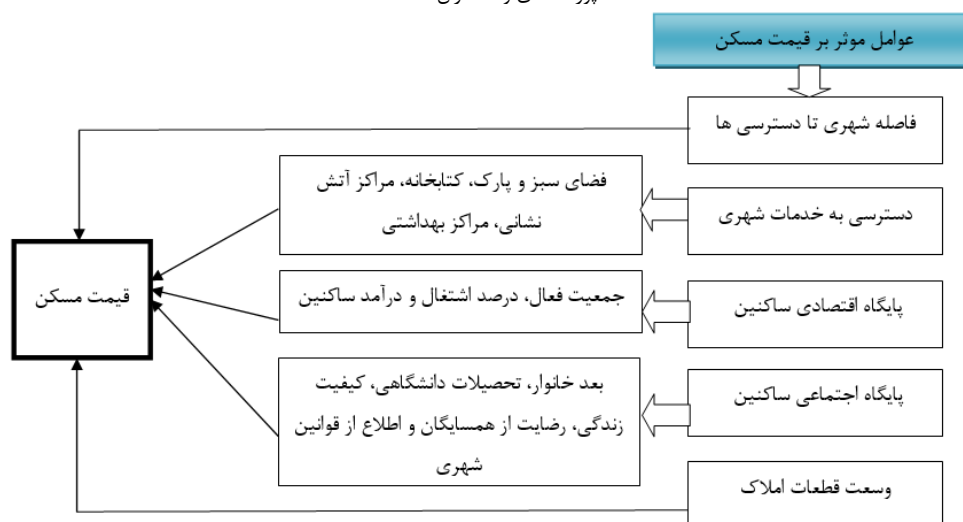 عوامل موثر بر قیمت مسکن
فاصله شهری تا دسترسی ها
فضای سبز و پارک، کتابخانه، مراکز آتش
نشانی، مراکز بهداشتی
دسترسی به خدمات شهری
قیمت مسکن
جمعیت فعال، درصد اشتغال و درآمد ساکنین
پایگاه اقتصادی ساکنین
بعد خانوار، تحصیلات دانشگاهی، کیفیت
زندگی، رضایت از همسایگان و اطلاع از قوانین
شهری
پایگاه اجتماعی ساکنین
وسعت قطعات املاک